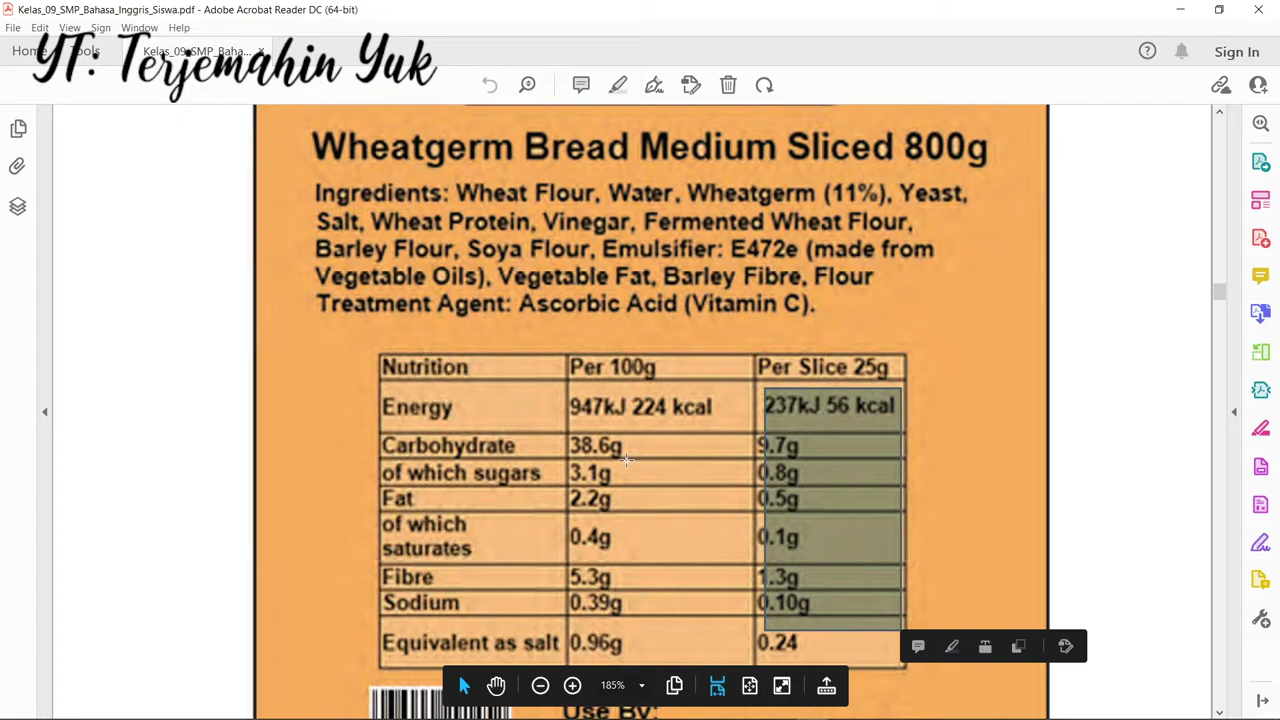 Kelas_09_SMP_Bahasa_Inggris_Siswa.pdf - Adobe Acrobat Reader DC (64-bit)
File Edit View Sign Window Help
Home Tools Kelas_09_SMP_Baha... × Sign In
YT: Terjemahin Yuk
Wheatgerm Bread Medium Sliced 800g
Ingredients: Wheat Flour, Water, Wheatgerm (11%), Yeast,
Salt, Wheat Protein, Vinegar, Fermented Wheat Flour,
Barley Flour, Soya Flour, Emulsifier: E472e (made from
Vegetable Oils), Vegetable Fat, Barley Fibre, Flour
Treatment Agent: Ascorbic Acid (Vitamin C).
Nutrition Per 100g Per Slice 25g
Energy 947kJ 224 kcal 237kJ 56 kcal
Carbohydrate 38.6g 9.7g
of which sugars 3.1g 0.8g
Fat 2.2g 0.5g
of which
saturates 0.4g 0.1g
Fibre 5.3g 1.3g
Sodium 0.39g 0.10g
Equivalent as salt 0.96g 0.24
185%
Use By: